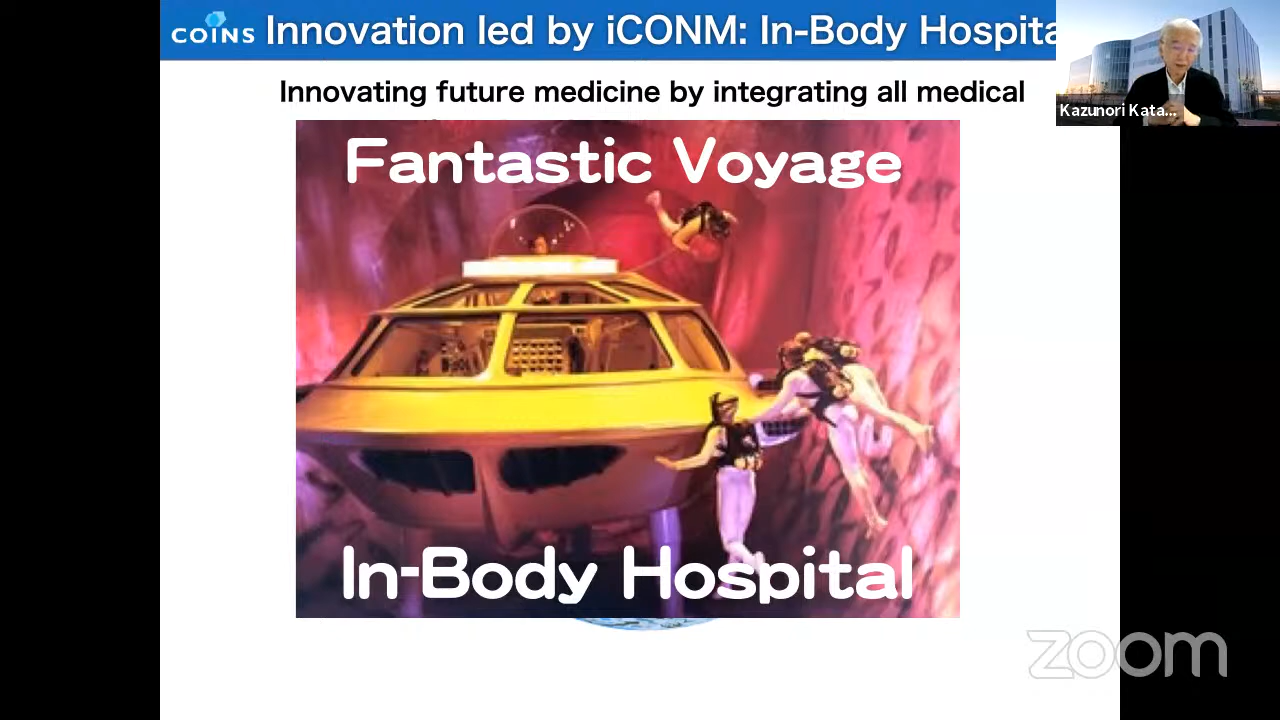 COINS
Innovation led by iCONM: In-Body Hospita
Kazunori Kata...
Innovating future medicine by integrating all medical
Fantastic Voyage
In-Body Hospital
zoom